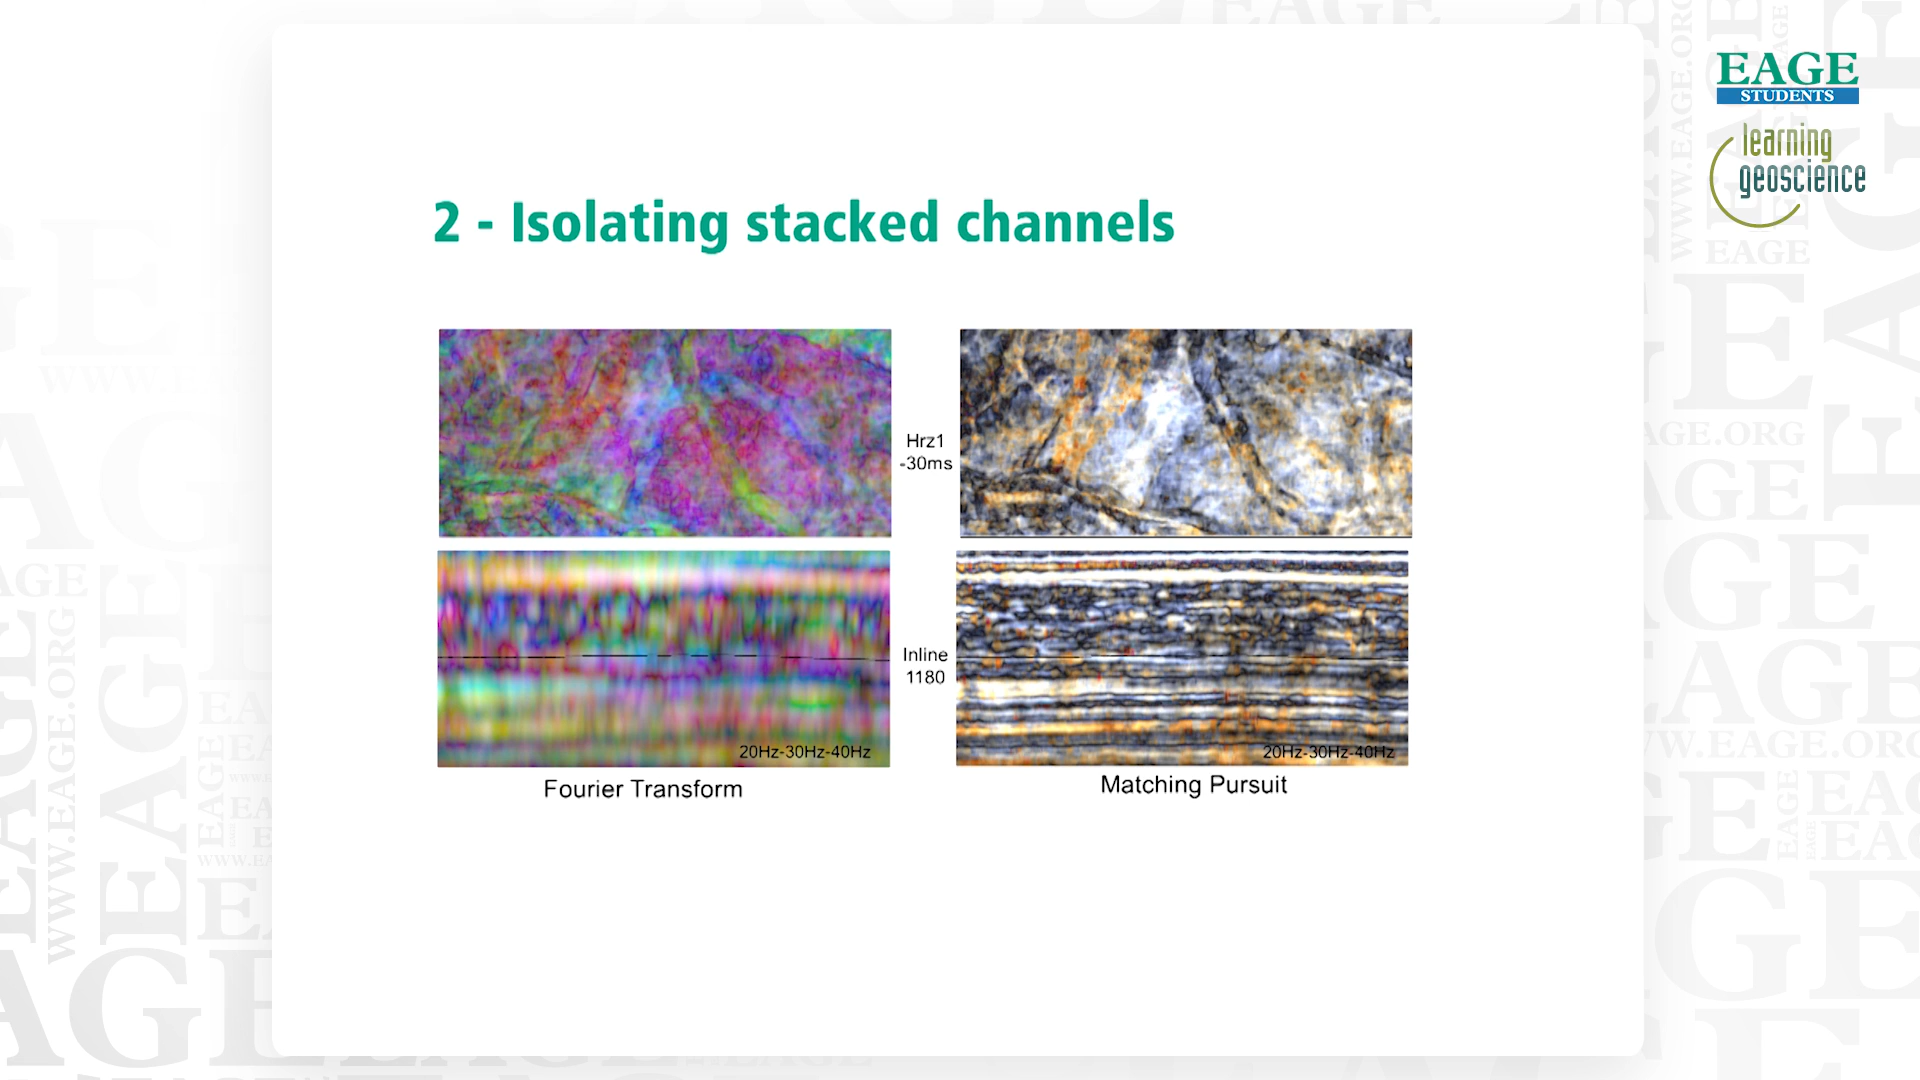 EAGE
STUDENTS
learning
geoscience
2 - Isolating stacked channels
Hrz1
-30ms
Inline
1180
20Hz-30Hz-40Hz
20Hz-30Hz-40Hz
Fourier Transform
Matching Pursuit